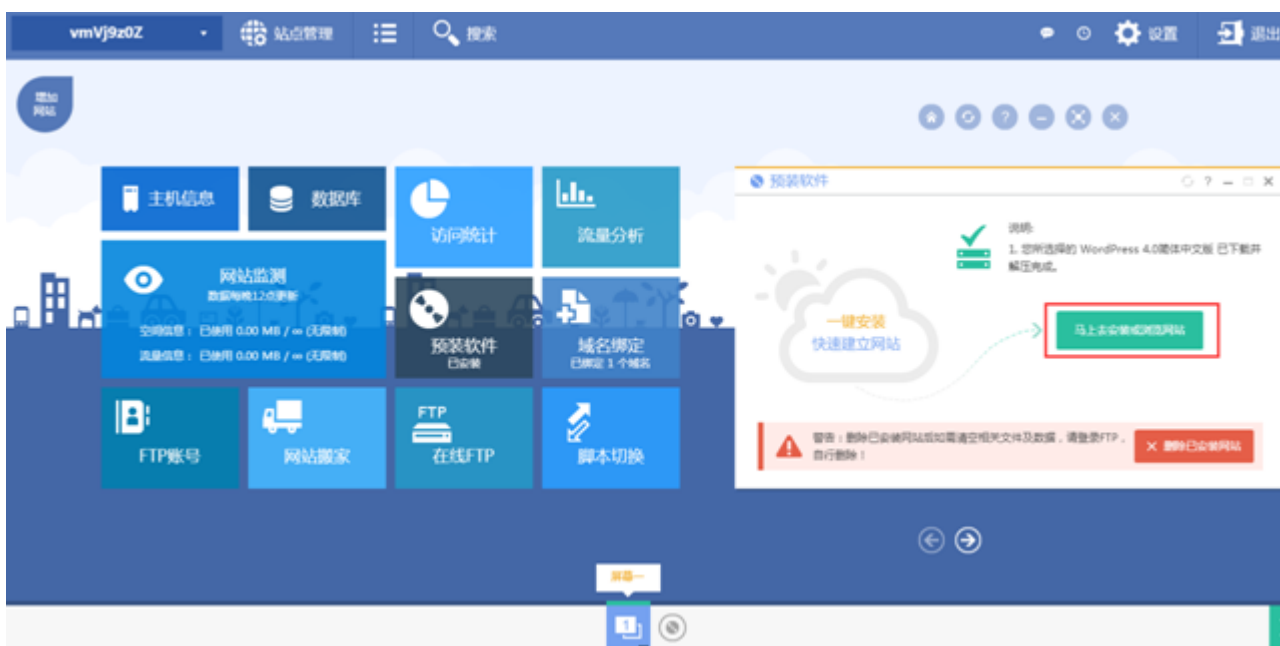 vmVj9z0Z
站点管理
搜索
设置
退出
增加
网站
主机信息
数据库
访问统计
流量分析
网站监测
数据每晚12点更新
空间信息： 已使用 0.00 MB / ∞ (无限制)
流量信息： 已使用 0.00 MB / ∞ (无限制)
预装软件
已安装
域名绑定
已绑定 1 个域名
FTP账号
网站搬家
FTP
在线FTP
脚本切换
预装软件
说明:
1. 您所选择的 WordPress 4.0简体中文版 已下载并
解压完成。
一键安装
快速建立网站
马上去安装或浏览网站
警告：删除已安装网站后如需清空相关文件及数据，请登录FTP，
自行删除！
删除已安装网站
屏幕一
1